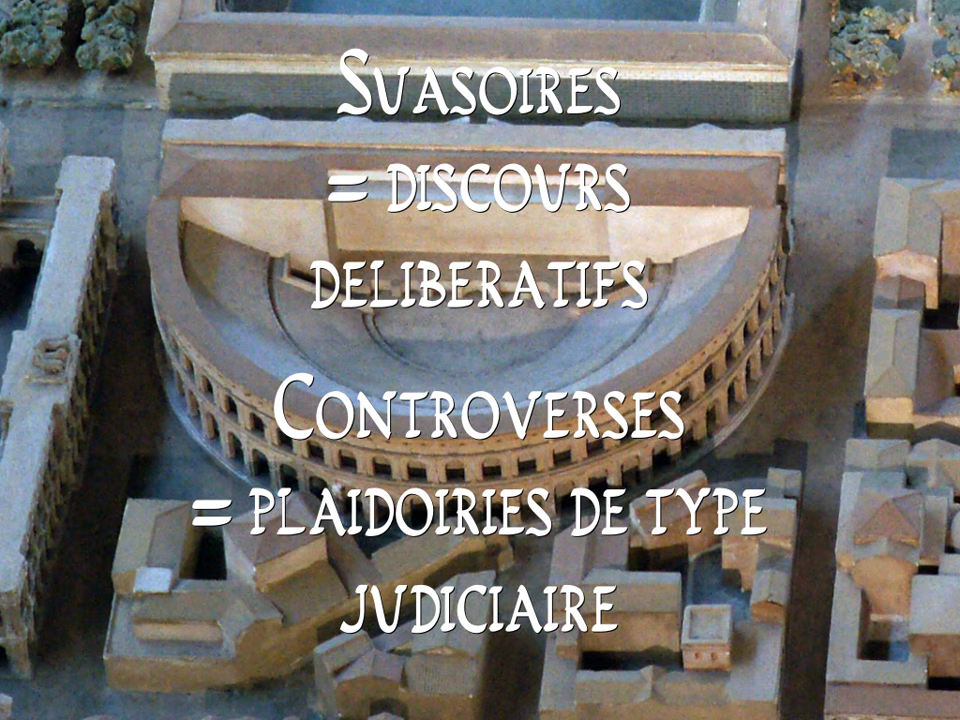 Suasoires
= discours
deliberatifs
Controverses
= plaidoiries de type
judiciaire